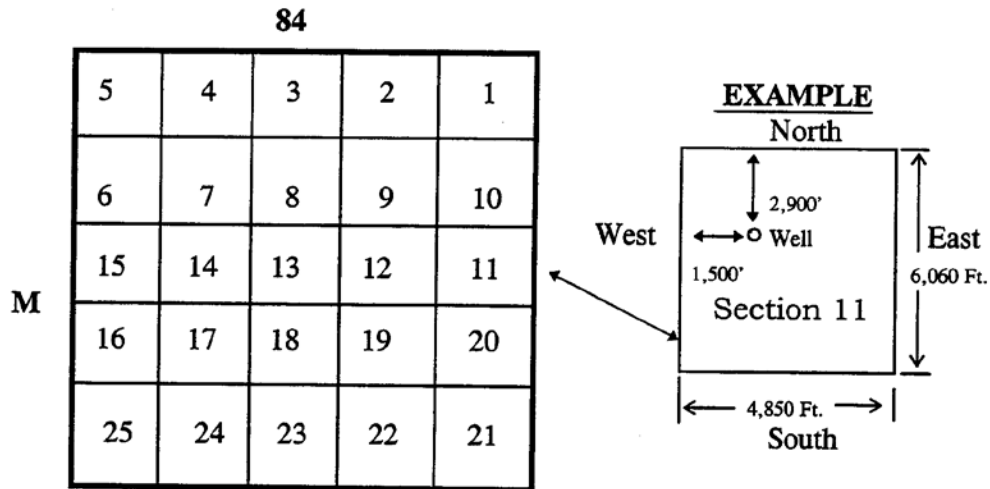 84
5 4 3 2 1
6 7 8 9 10
15 14 13 12 11
16 17 18 19 20
25 24 23 22 21
M
EXAMPLE
North
2,900'
West
Well
East
1,500'
6,060 Ft.
Section 11
4,850 Ft.
South